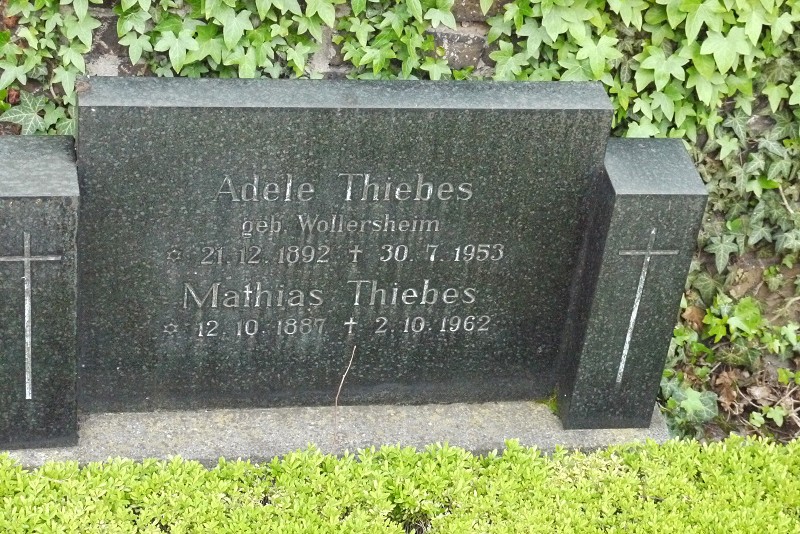 Adele Thiebes
geb. Wollersheim
✡ 21. 12. 1892 ✝ 30. 7. 1953
Mathias Thiebes
✡ 12. 10. 1887 ✝ 2. 10. 1962